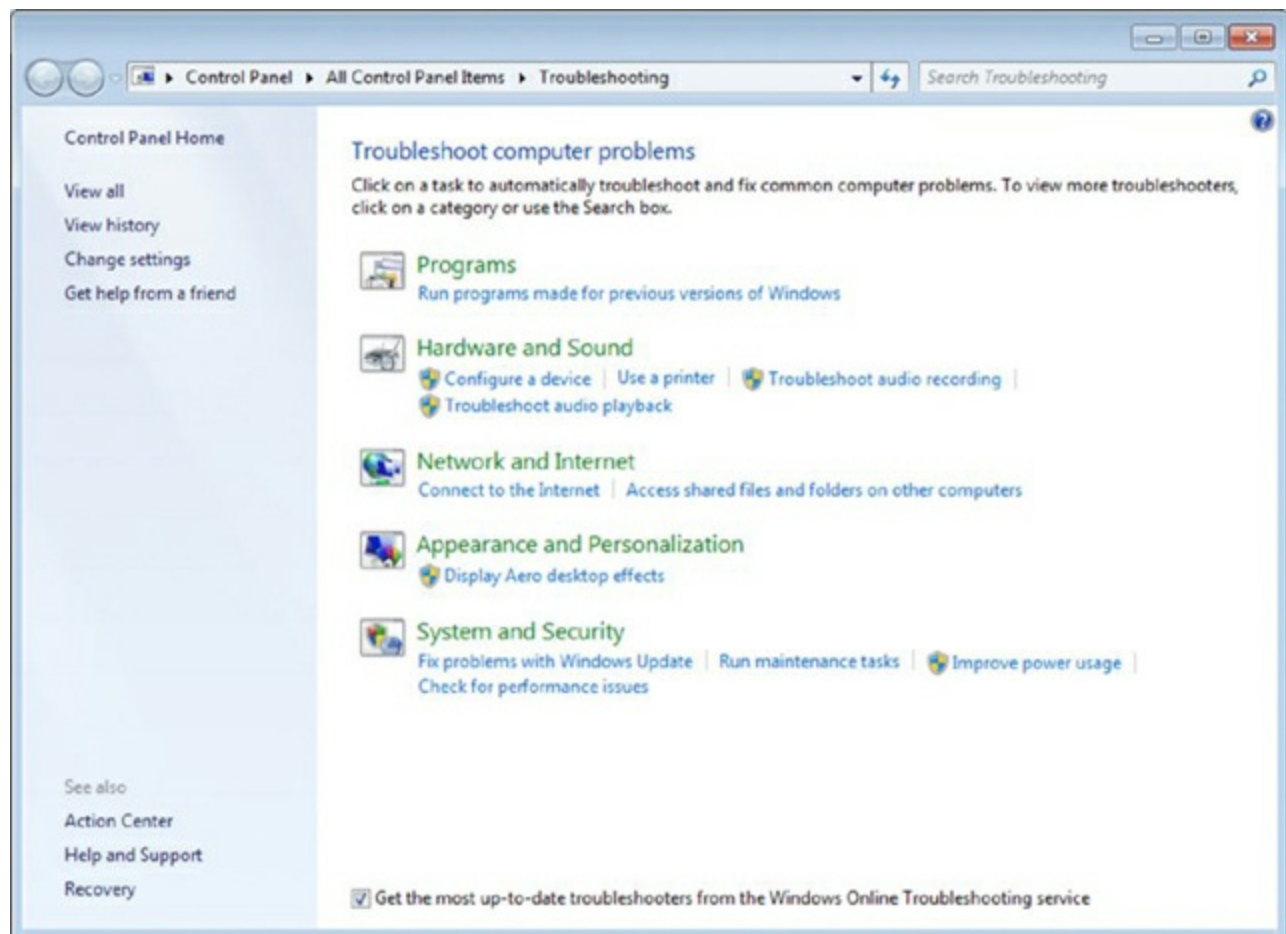 Control Panel ▸ All Control Panel Items ▸ Troubleshooting
Search Troubleshooting
Control Panel Home
View all
View history
Change settings
Get help from a friend
See also
Action Center
Help and Support
Recovery
Troubleshoot computer problems
Click on a task to automatically troubleshoot and fix common computer problems. To view more troubleshooters,
click on a category or use the Search box.
Programs
Run programs made for previous versions of Windows
Hardware and Sound
Configure a device | Use a printer | Troubleshoot audio recording |
Troubleshoot audio playback
Network and Internet
Connect to the Internet | Access shared files and folders on other computers
Appearance and Personalization
Display Aero desktop effects
System and Security
Fix problems with Windows Update | Run maintenance tasks | Improve power usage |
Check for performance issues
Get the most up-to-date troubleshooters from the Windows Online Troubleshooting service